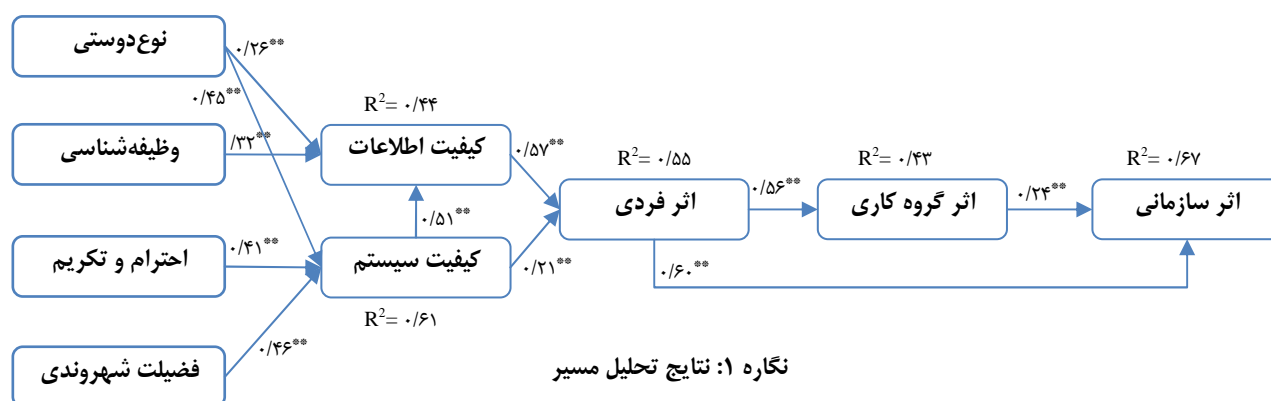 نوع‌دوستی
۰/۲۶**
۰/۴۵**
R²= ۰/۴۴
وظیفه‌شناسی
/۳۲**
کیفیت اطلاعات
۰/۵۷**
R²= ۰/۵۵
R²= ۰/۴۳
R²= ۰/۶۷
۰/۵۱**
اثر فردی
۰/۵۶**
اثر گروه کاری
۰/۲۴**
اثر سازمانی
احترام و تکریم
۰/۴۱**
کیفیت سیستم
۰/۲۱**
۰/۶۰**
R²= ۰/۶۱
فضیلت شهروندی
۰/۴۶**
نگاره ۱: نتایج تحلیل مسیر